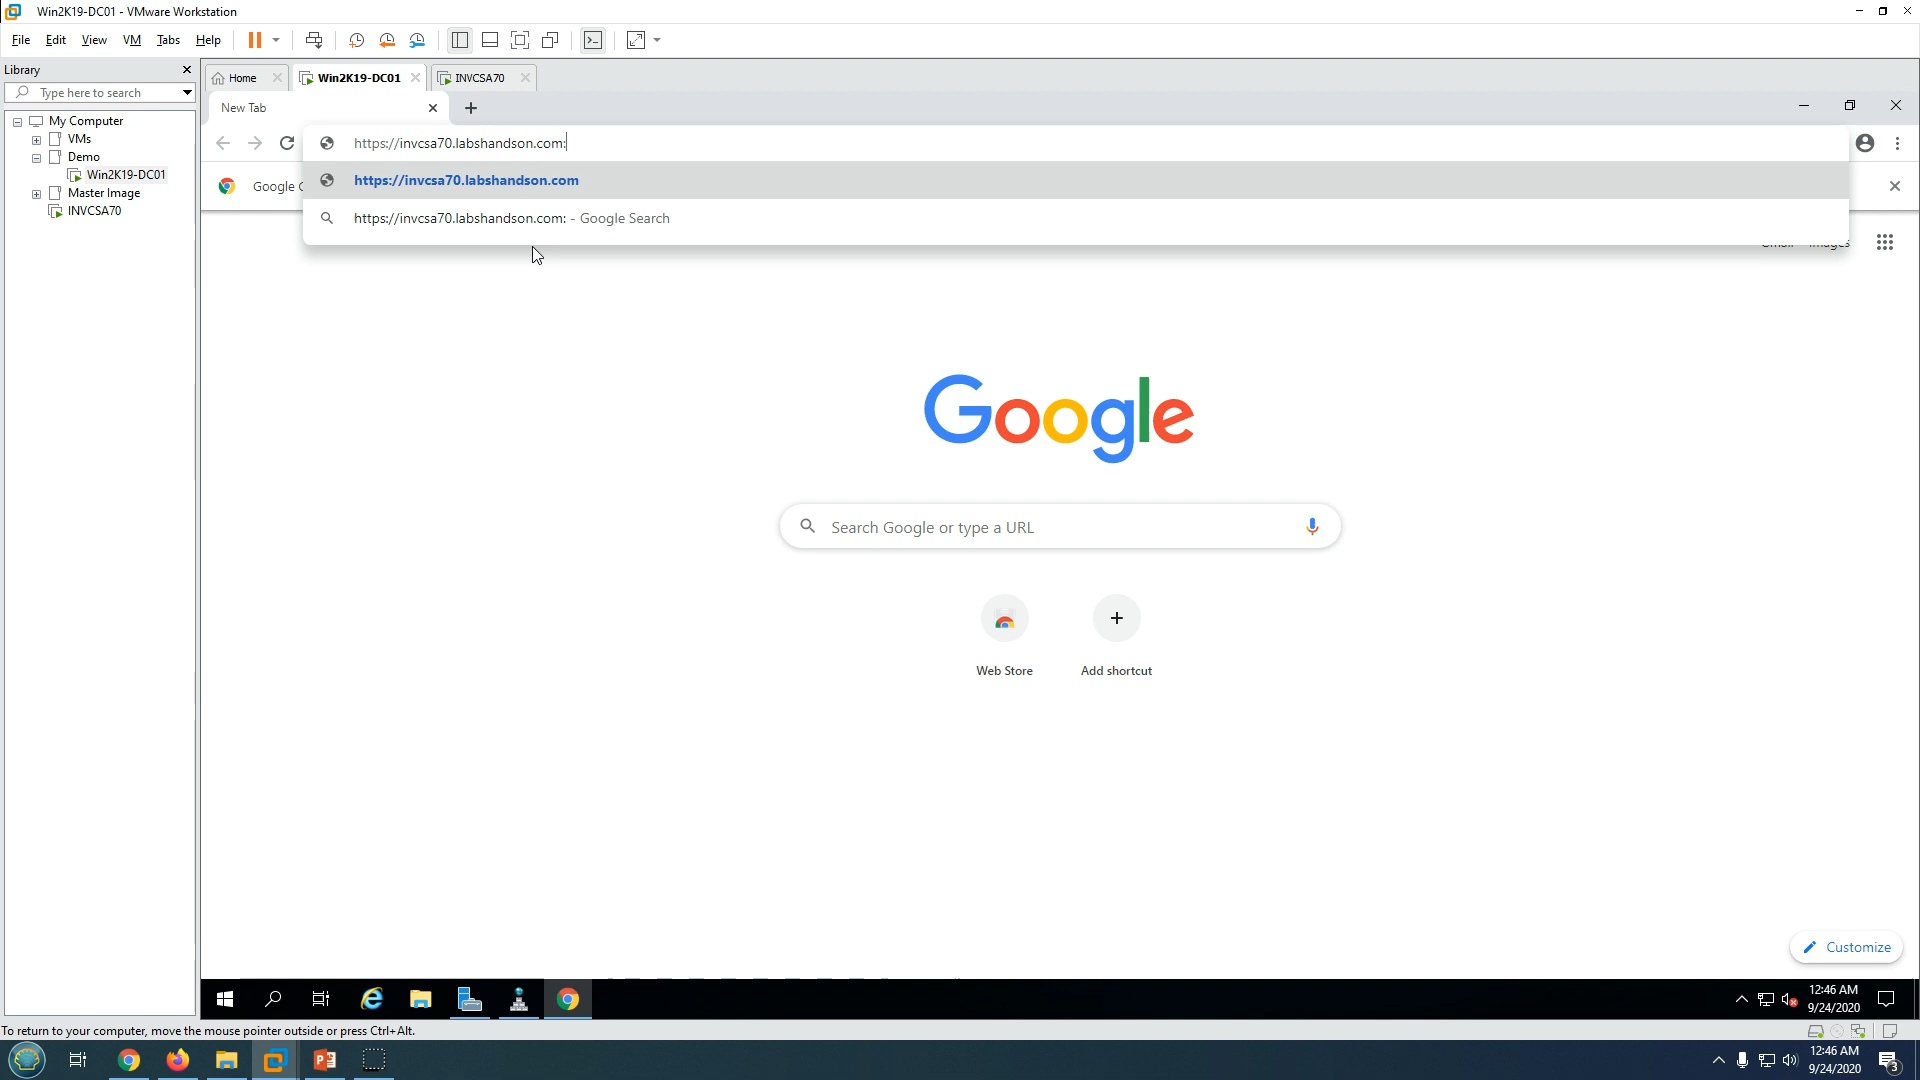 Win2K19-DC01 - VMware Workstation
File Edit View VM Tabs Help
Library
Type here to search
My Computer
VMs
Demo
Win2K19-DC01
Master Image
INVCSA70
Home
Win2K19-DC01
INVCSA70
New Tab
https://invcsa70.labshandson.com:
Google C
https://invcsa70.labshandson.com
https://invcsa70.labshandson.com: - Google Search
Gmail Images
Google
Search Google or type a URL
Web Store
Add shortcut
Customize
12:46 AM
9/24/2020
To return to your computer, move the mouse pointer outside or press Ctrl+Alt.
12:46 AM
9/24/2020
3